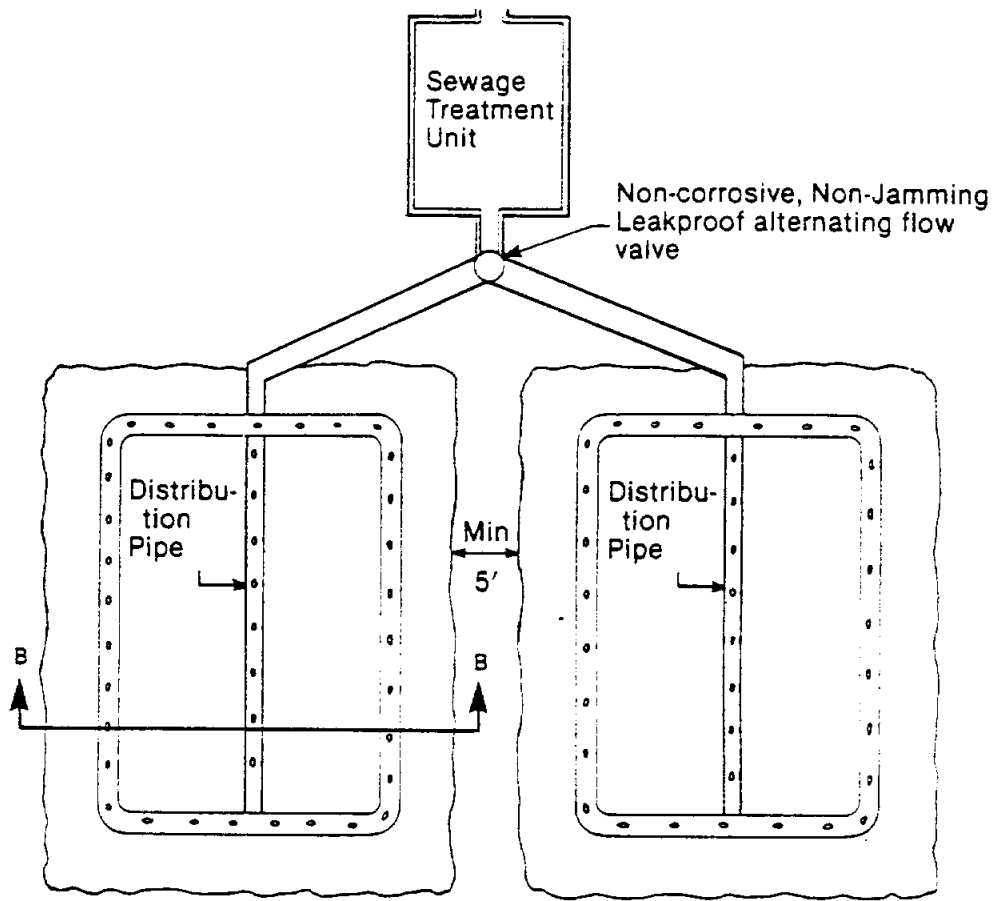 Sewage
Treatment
Unit
Non-corrosive, Non-Jamming
Leakproof alternating flow
valve
Distribu-
tion
Pipe
Min
5'
Distribu-
tion
Pipe
B
B